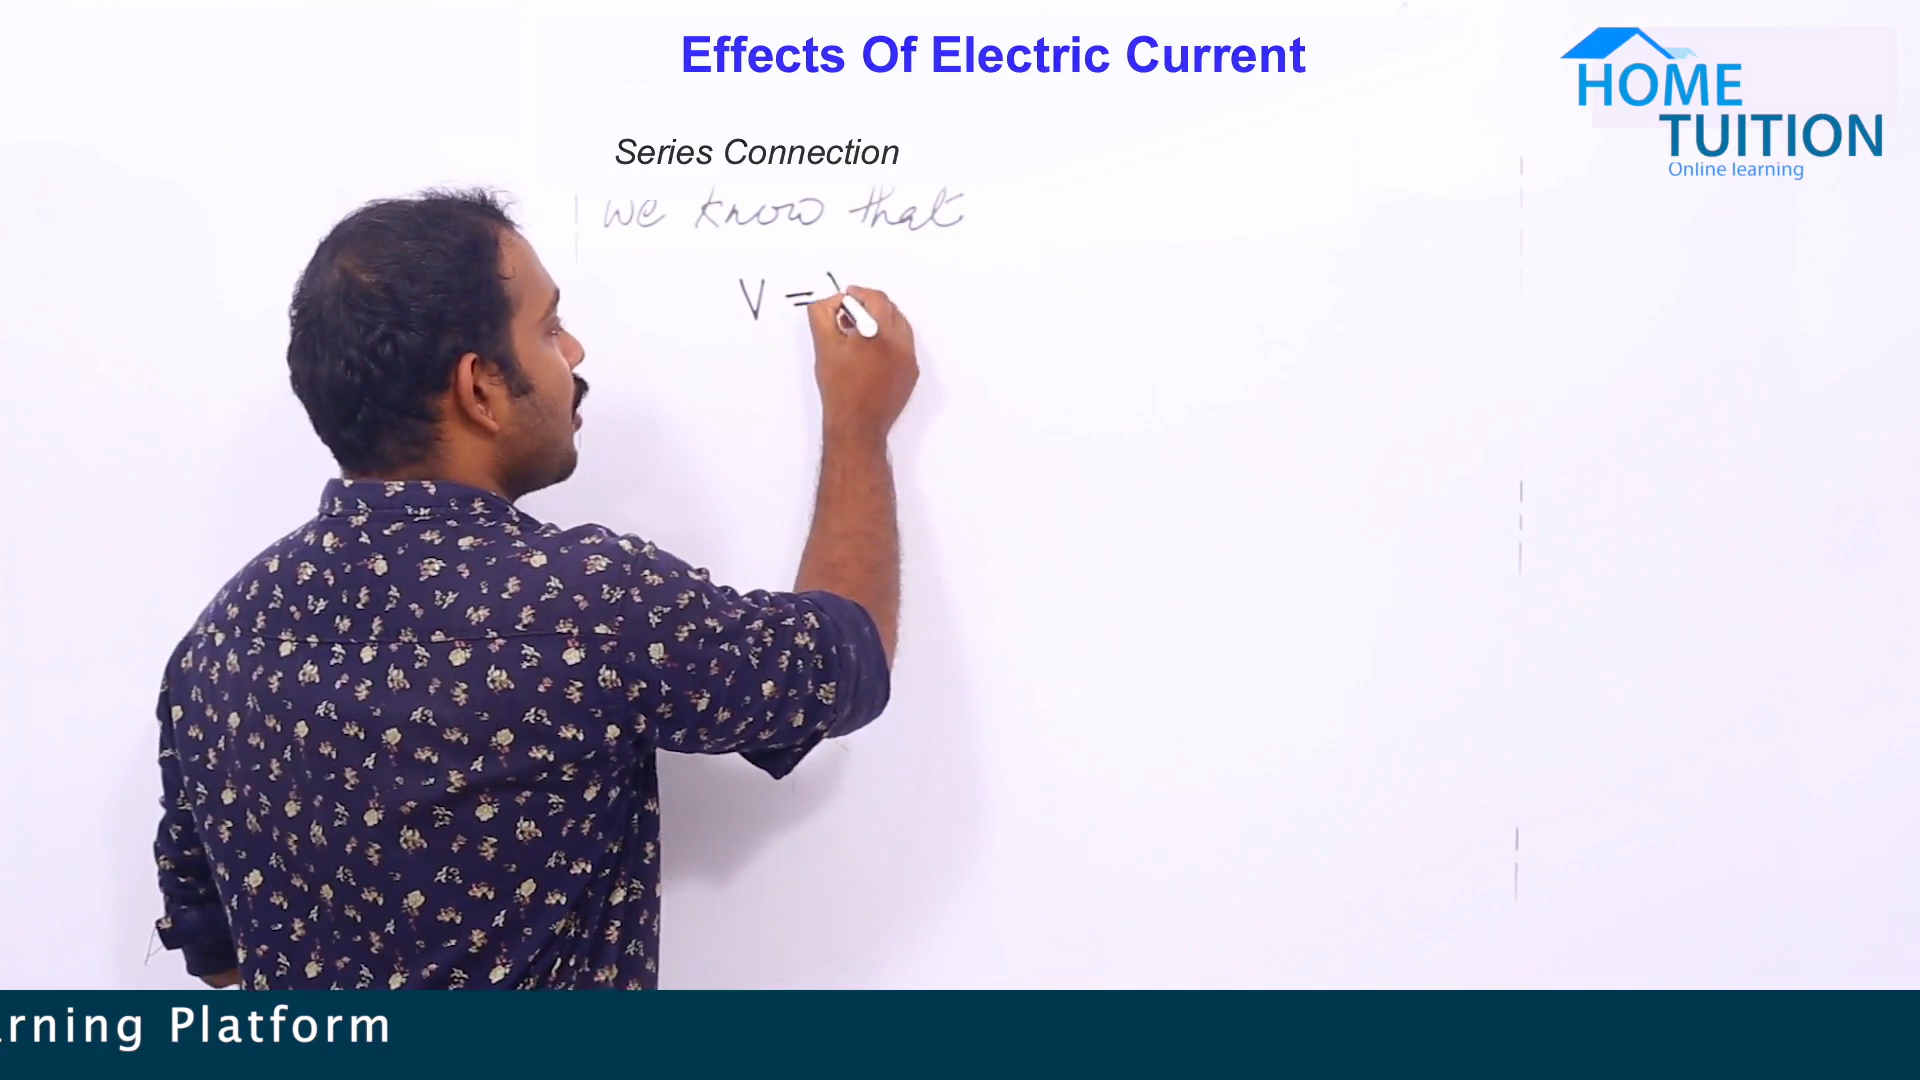 Effects Of Electric Current
HOME
TUITION
Online learning
Series Connection
we know that
V =
rning Platform